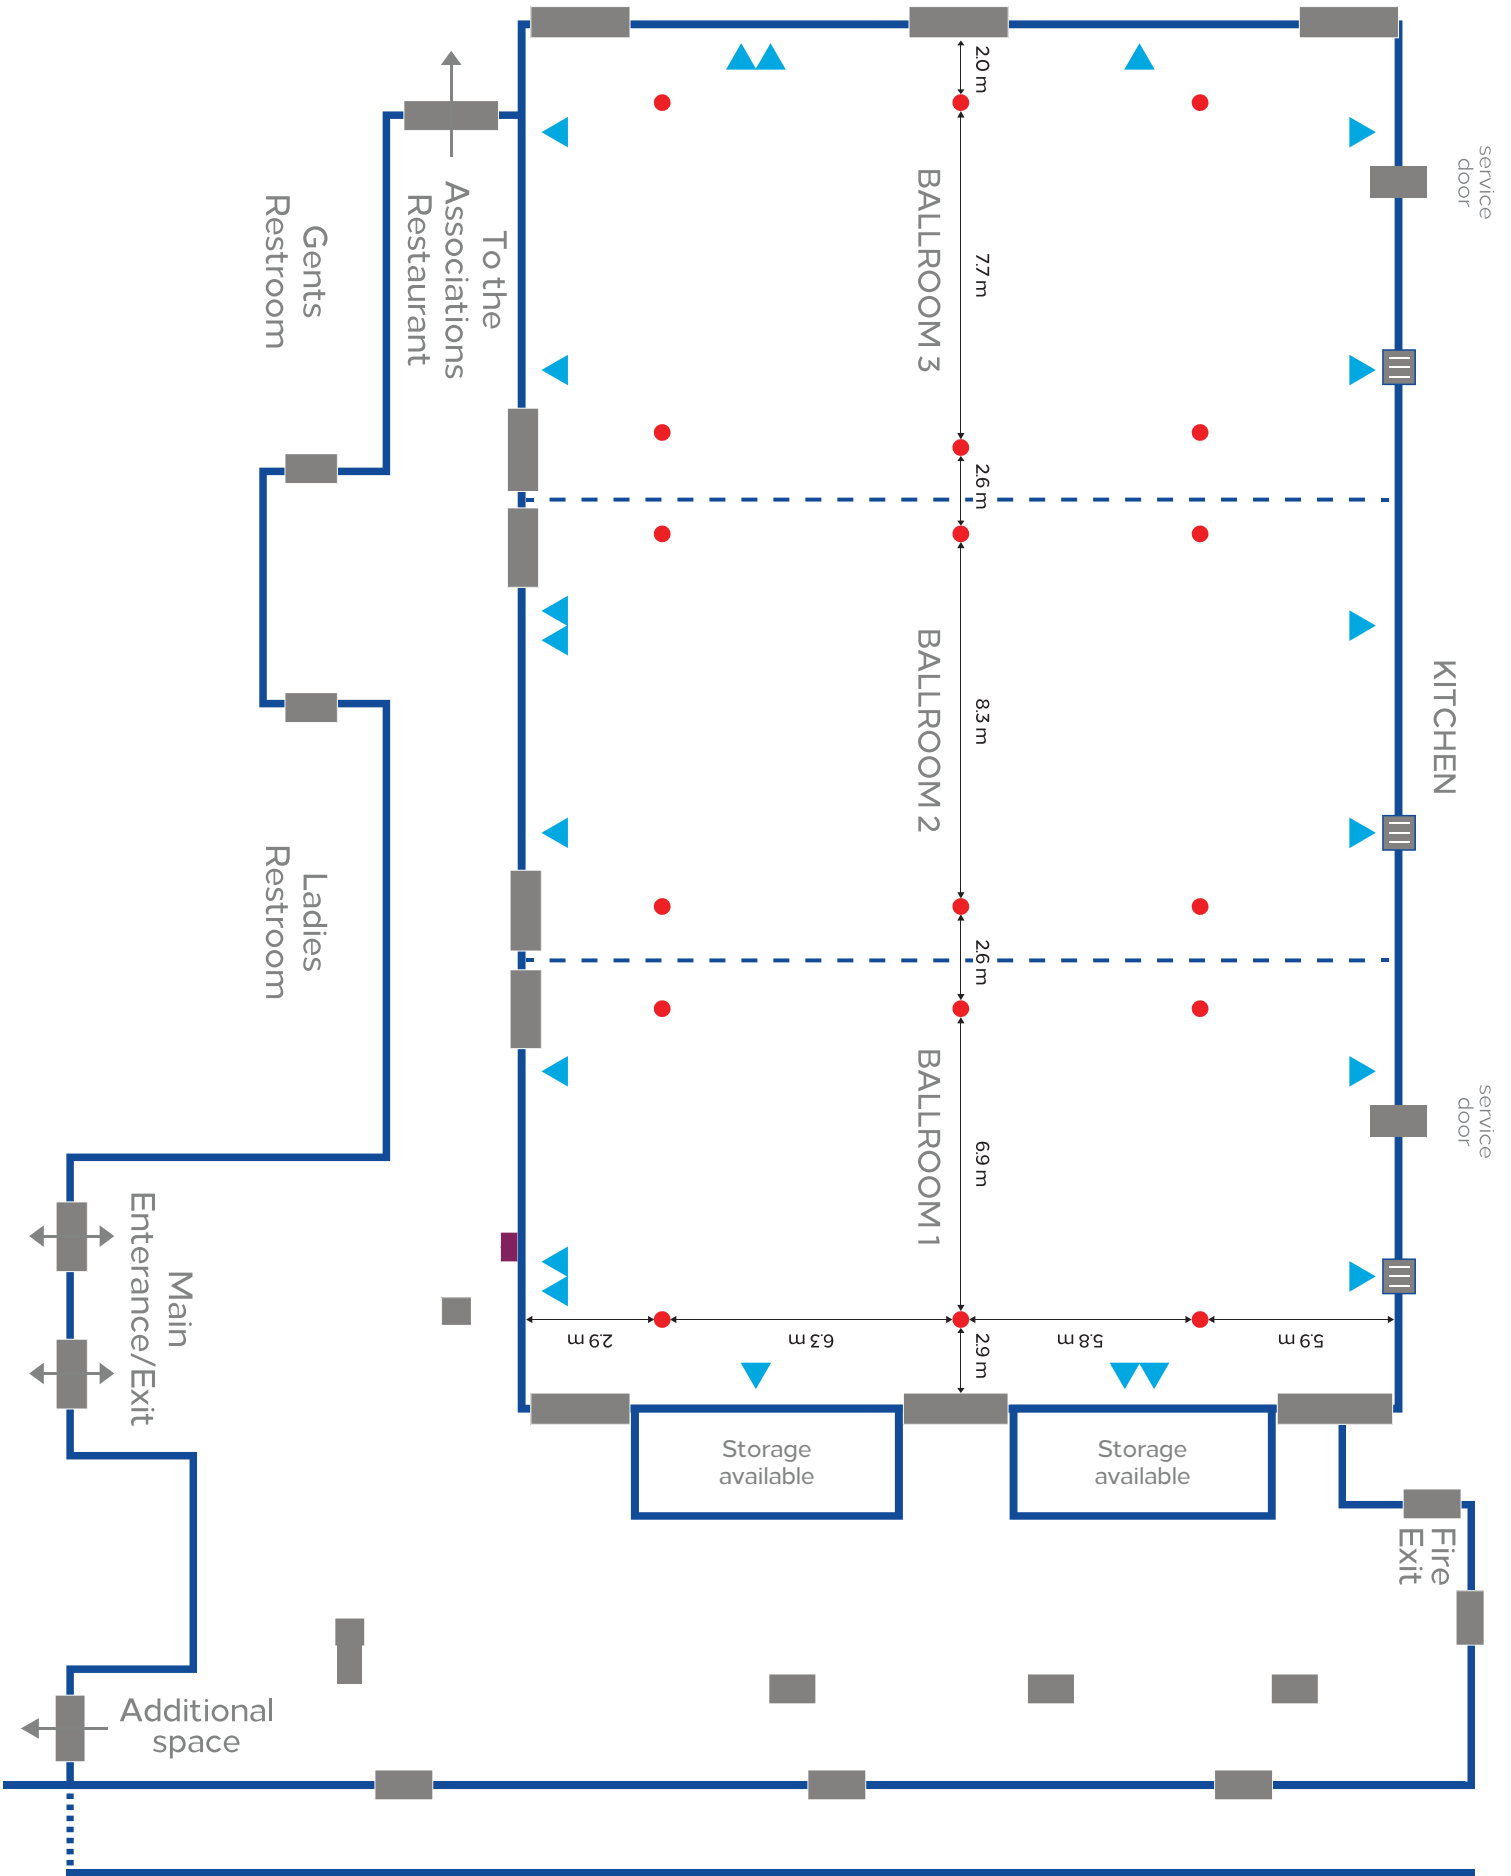 service
door
KITCHEN
service
door
2.0 m
7.7 m
2.6 m
8.3 m
2.6 m
6.9 m
2.9 m
BALLROOM 3
BALLROOM 2
BALLROOM 1
2.9 m
6.3 m
5.8 m
5.9 m
To the
Associations
Restaurant
Gents
Restroom
Ladies
Restroom
Main
Enterance/Exit
Storage
available
Storage
available
Fire
Exit
Additional
space